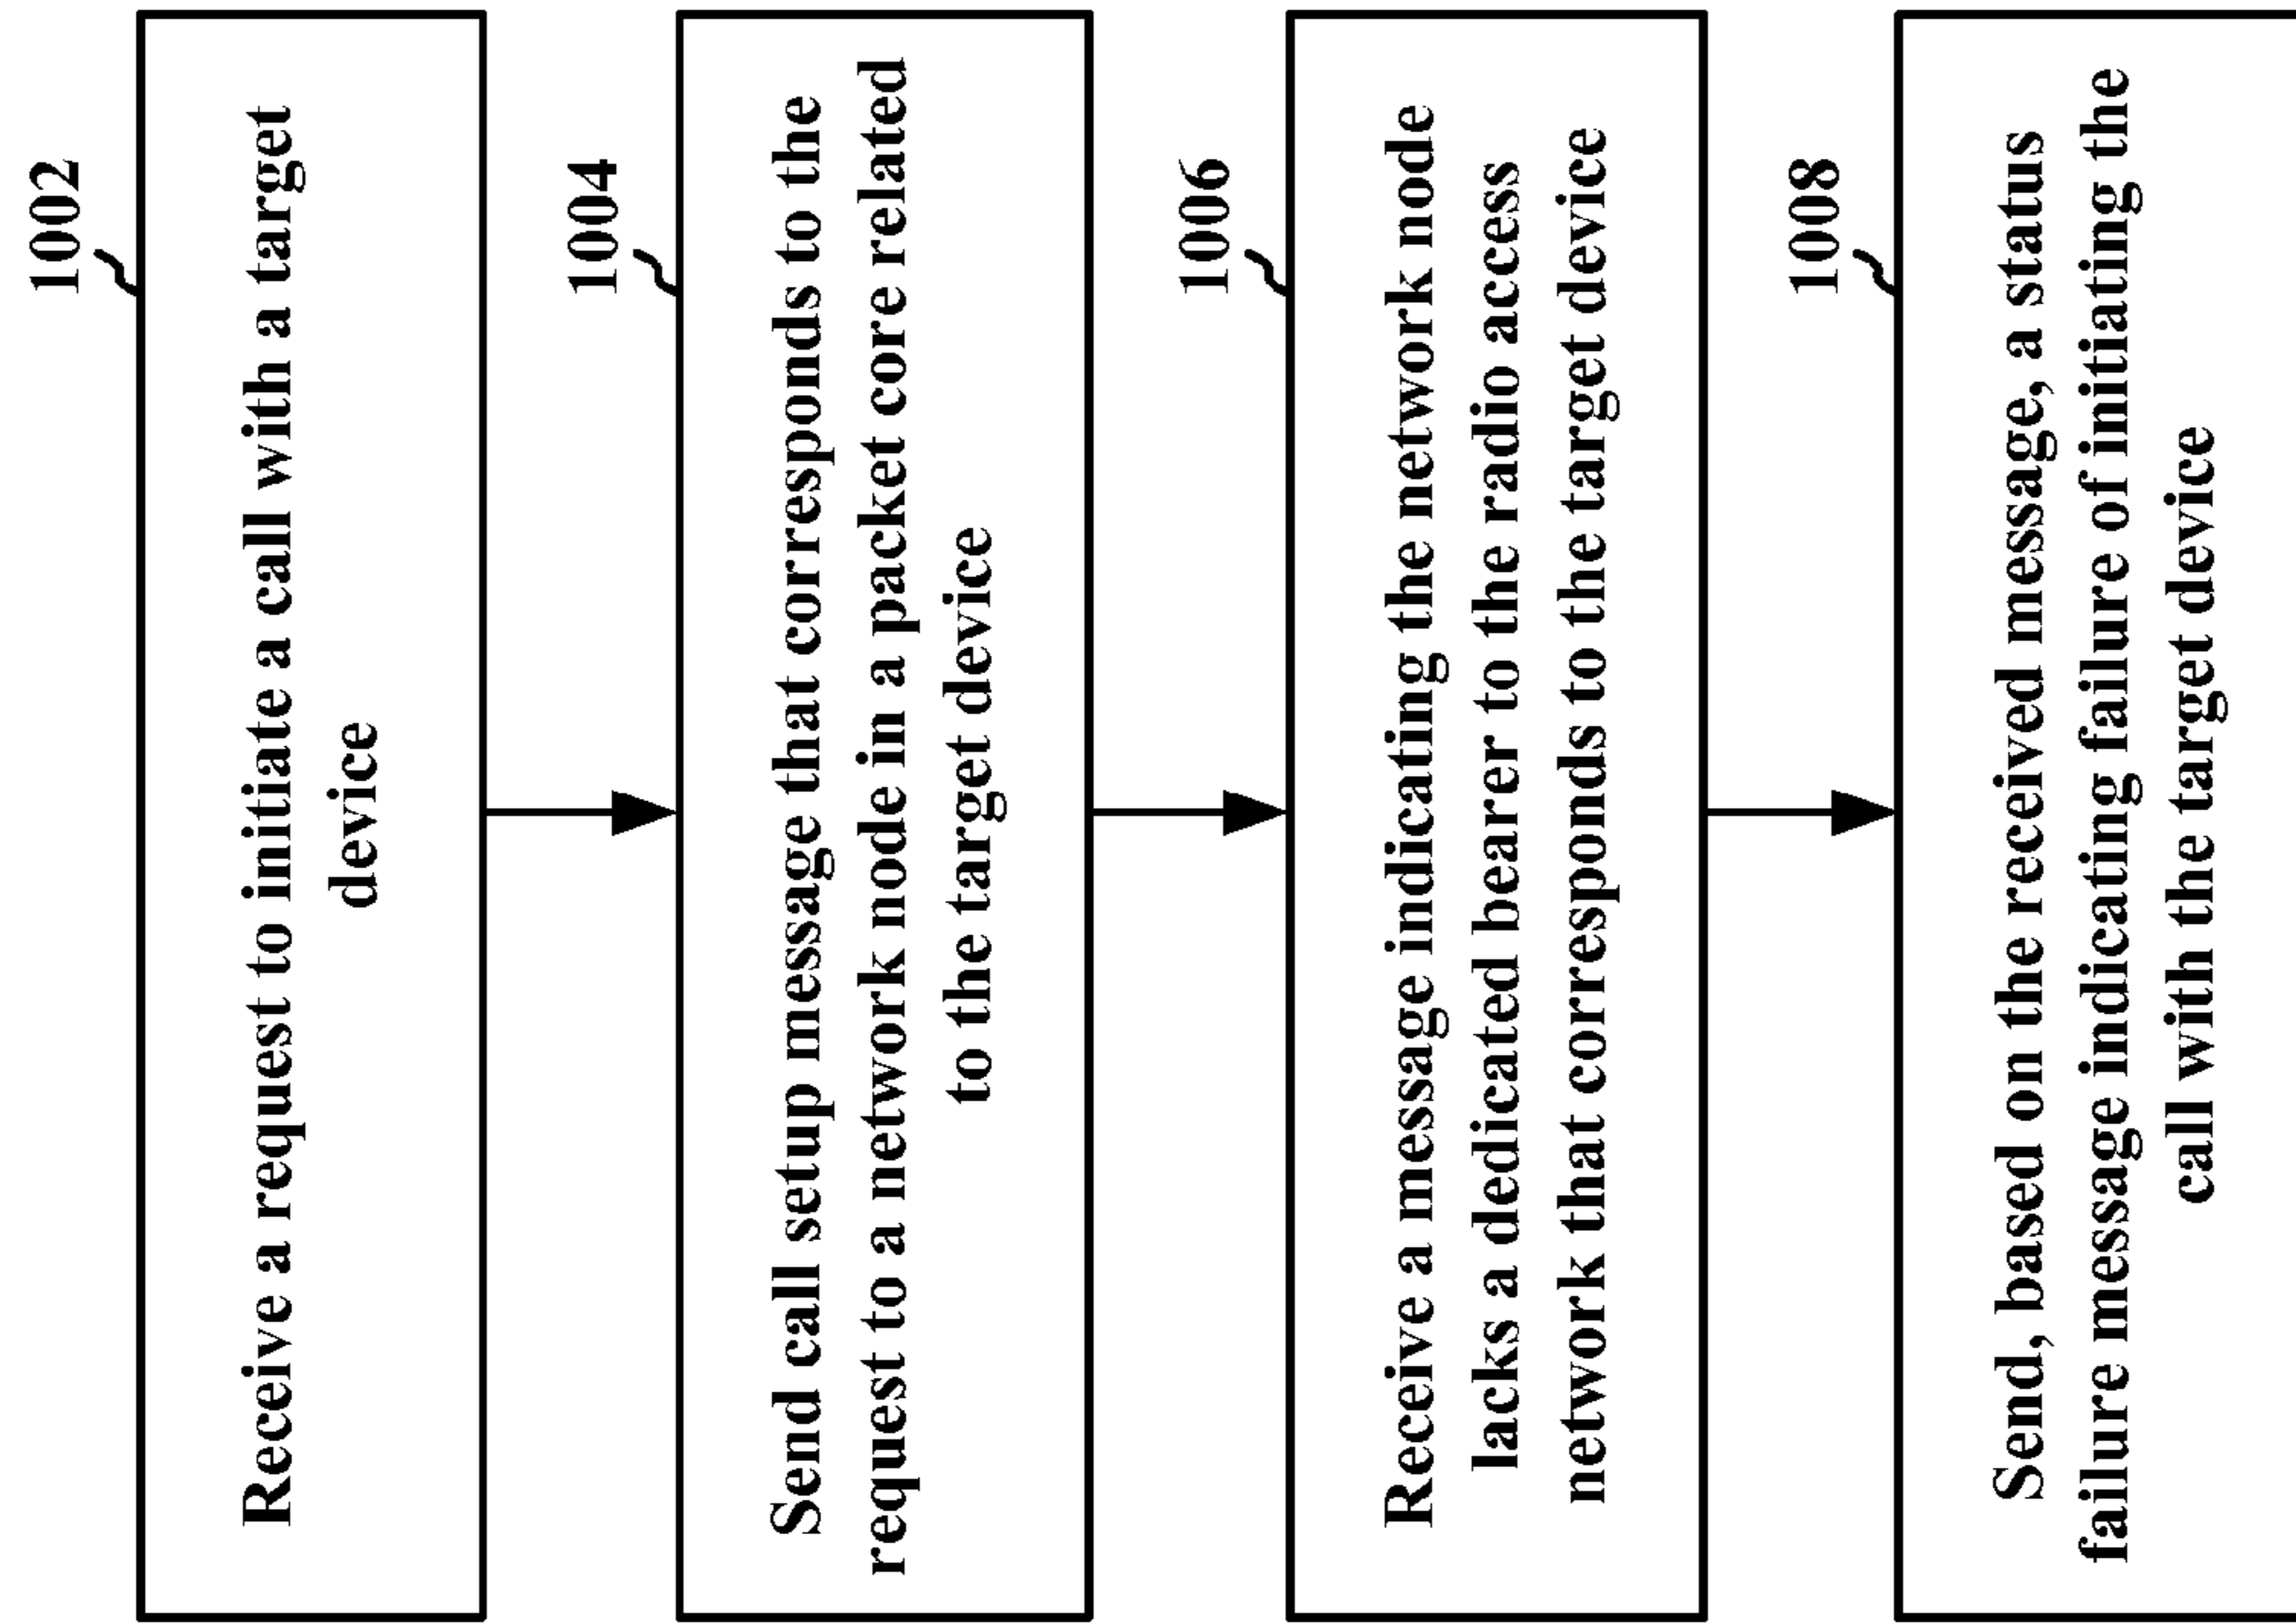 1002
Receive a request to initiate a call with a target
device
1004
Send call setup message that corresponds to the
request to a network node in a packet core related
to the target device
1006
Receive a message indicating the network node
lacks a dedicated bearer to the radio access
network that corresponds to the target device
1008
Send, based on the received message, a status
failure message indicating failure of initiating the
call with the target device